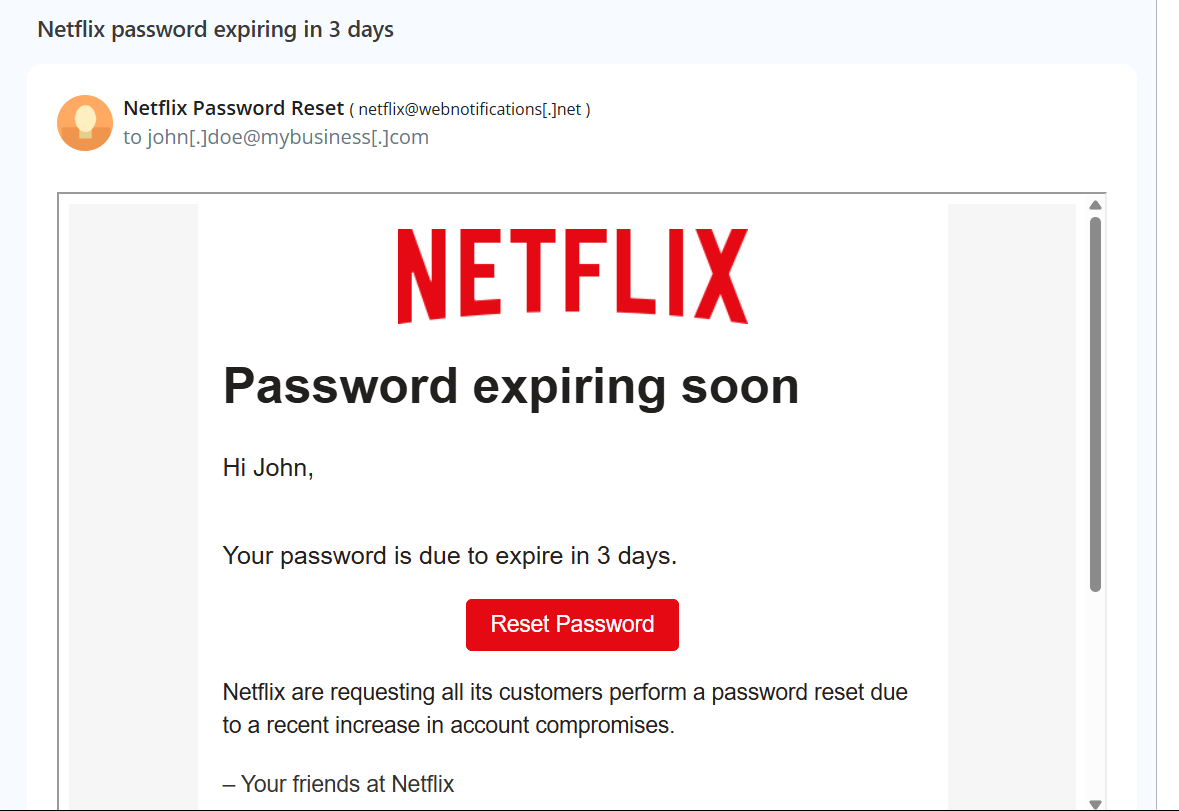 Netflix password expiring in 3 days
Netflix Password Reset ( netflix@webnotifications[.]net )
to john[.]doe@mybusiness[.]com
NETFLIX
Password expiring soon
Hi John,
Your password is due to expire in 3 days.
Reset Password
Netflix are requesting all its customers perform a password reset due
to a recent increase in account compromises.
– Your friends at Netflix